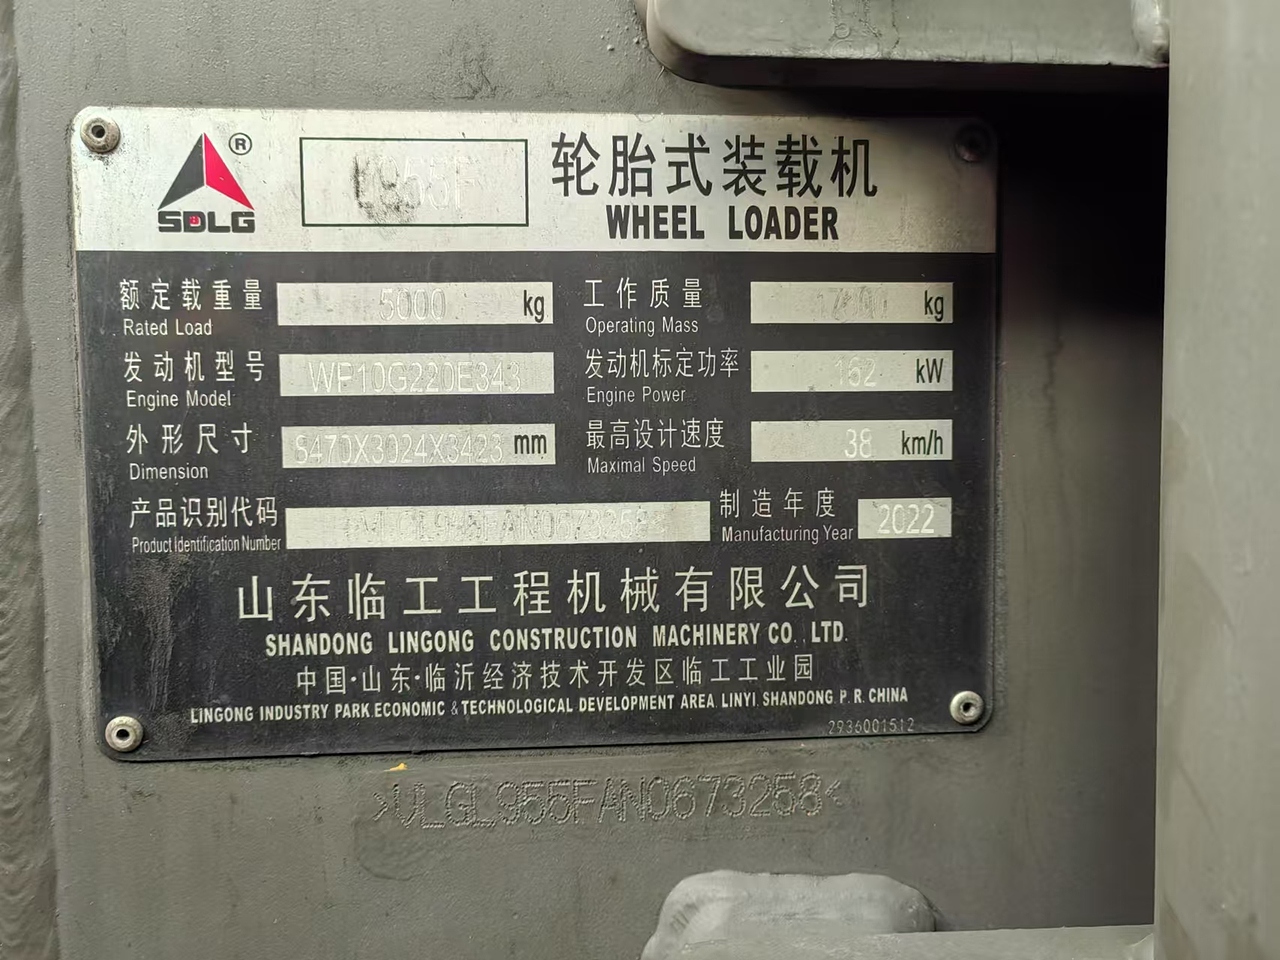 ®
SDLG
L955F
轮胎式装载机
WHEEL LOADER
额定载重量 5000 kg
Rated Load
工作质量 kg
Operating Mass
发动机型号 WP10G220E343
Engine Model
发动机标定功率 162 kW
Engine Power
外形尺寸 8470X3024X3423 mm
Dimension
最高设计速度 38 km/h
Maximal Speed
产品识别代码
Product Identification Number
制造年度 2022
Manufacturing Year
山东临工工程机械有限公司
SHANDONG LINGONG CONSTRUCTION MACHINERY CO., LTD.
中国·山东·临沂经济技术开发区临工工业园
LINGONG INDUSTRY PARK.ECONOMIC & TECHNOLOGICAL DEVELOPMENT AREA. LINYI. SHANDONG. P. R. CHINA
2936001512
>VLGL955FAN0673258<